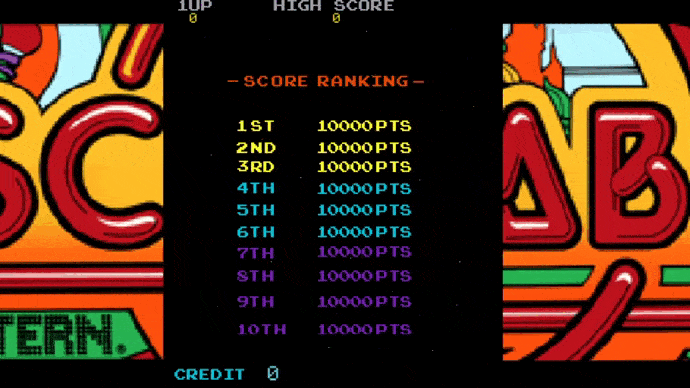 1UP HIGH SCORE
0 0
— SCORE RANKING —
1ST 10000PTS
2ND 10000PTS
3RD 10000PTS
4TH 10000PTS
5TH 10000PTS
6TH 10000PTS
7TH 10000PTS
8TH 10000PTS
9TH 10000PTS
10TH 10000PTS
SC
AB
TERN.
CREDIT 0